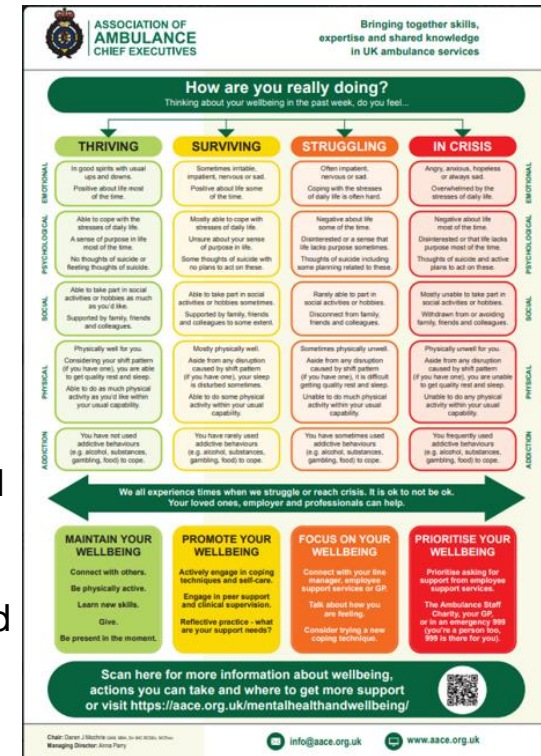 ASSOCIATION OF
AMBULANCE
CHIEF EXECUTIVES
Bringing together skills,
expertise and shared knowledge
in UK ambulance services
How are you really doing?
Thinking about your wellbeing in the past week, do you feel...
THRIVING
SURVIVING
STRUGGLING
IN CRISIS
EMOTIONAL
In good spirits with usual
ups and downs.
Positive about life most
of the time.
Sometimes irritable,
impatient, nervous or sad.
Positive about life some
of the time.
Often impatient,
nervous or sad.
Coping with the stresses
of daily life is often hard.
Angry, anxious, hopeless
or always sad.
Overwhelmed by the
stresses of daily life.
EMOTIONAL
PSYCHOLOGICAL
Able to cope with the
stresses of daily life.
A sense of purpose in life
most of the time.
No thoughts of suicide or
fleeting thoughts of suicide.
Mostly able to cope with
stresses of daily life.
Unsure about your sense
of purpose in life.
Some thoughts of suicide with
no plans to act on these.
Negative about life
some of the time.
Disinterested or a sense that
life lacks purpose sometimes.
Thoughts of suicide including
some planning related to these.
Negative about life
most of the time.
Disinterested or that life lacks
purpose most of the time.
Thoughts of suicide and active
plans to act on these.
PSYCHOLOGICAL
SOCIAL
Able to take part in social
activities or hobbies as much
as you'd like.
Supported by family, friends
and colleagues.
Able to take part in social
activities or hobbies sometimes.
Supported by family, friends
and colleagues to some extent.
Rarely able to part in
social activities or hobbies.
Disconnect from family,
friends and colleagues.
Mostly unable to take part in
social activities or hobbies.
Withdrawn from or avoiding
family, friends and colleagues.
SOCIAL
PHYSICAL
Physically well for you.
Considering your shift pattern
(if you have one), you are able
to get quality rest and sleep.
Able to do as much physical
activity as you'd like within
your usual capability.
Mostly physically well.
Aside from any disruption
caused by shift pattern
(if you have one), your sleep
is disturbed sometimes.
Able to do some physical
activity within your usual
capability.
Sometimes physically unwell.
Aside from any disruption
caused by shift pattern
(if you have one), it is difficult
getting quality rest and sleep.
Unable to do much physical
activity within your usual
capability.
Physically unwell for you.
Aside from any disruption
caused by shift pattern
(if you have one), you are unable
to get quality rest and sleep.
Unable to do any physical
activity within your usual
capability.
PHYSICAL
ADDICTION
You have not used
addictive behaviours
(e.g. alcohol, substances,
gambling, food) to cope.
You have rarely used
addictive behaviours
(e.g. alcohol, substances,
gambling, food) to cope.
You have sometimes used
addictive behaviours
(e.g. alcohol, substances,
gambling, food) to cope.
You frequently used
addictive behaviours
(e.g. alcohol, substances,
gambling, food) to cope.
ADDICTION
We all experience times when we struggle or reach crisis. It is ok to not be ok.
Your loved ones, employer and professionals can help.
MAINTAIN YOUR
WELLBEING
Connect with others.
Be physically active.
Learn new skills.
Give.
Be present in the moment.
PROMOTE YOUR
WELLBEING
Actively engage in coping
techniques and self-care.
Engage in peer support
and clinical supervision.
Reflective practice - what
are your support needs?
FOCUS ON YOUR
WELLBEING
Connect with your line
manager, employee
support services or GP.
Talk about how you
are feeling.
Consider trying a new
coping technique.
PRIORITISE YOUR
WELLBEING
Prioritise asking for
support from employee
support services.
The Ambulance Staff
Charity, your GP,
or in an emergency 999
(you're a person too,
999 is there for you).
Scan here for more information about wellbeing,
actions you can take and where to get more support
or visit https://aace.org.uk/mentalhealthandwellbeing/
Chair: Daren J Mochrie
Managing Director: Anna Parry
info@aace.org.uk
www.aace.org.uk